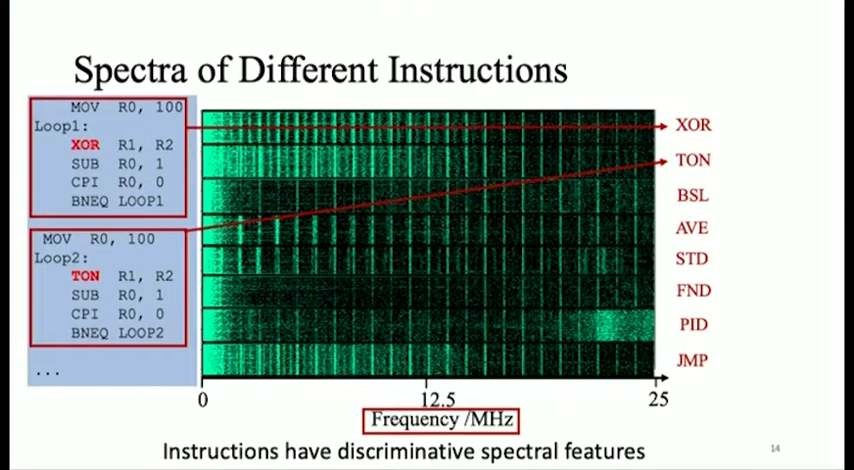 Spectra of Different Instructions
MOV R0, 100
Loop1:
XOR R1, R2
SUB R0, 1
CPI R0, 0
BNEQ LOOP1
MOV R0, 100
Loop2:
TON R1, R2
SUB R0, 1
CPI R0, 0
BNEQ LOOP2
...
XOR
TON
BSL
AVE
STD
FND
PID
JMP
0
12.5
25
Frequency /MHz
Instructions have discriminative spectral features
14